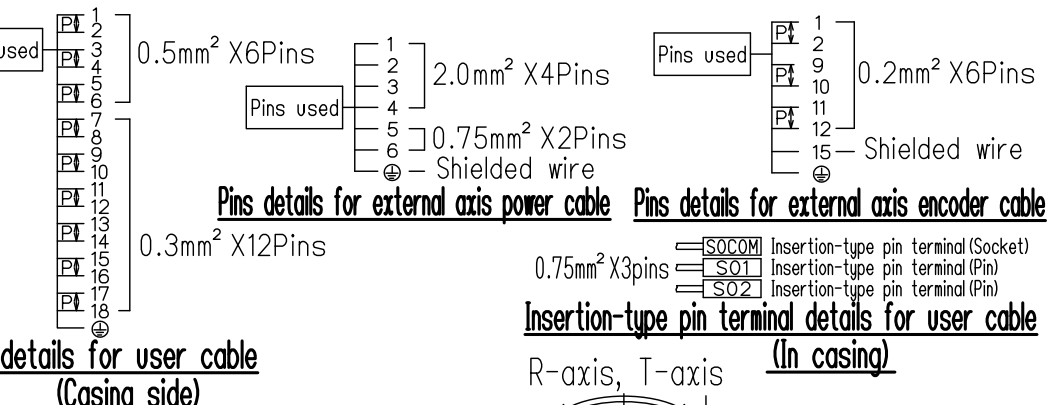 used
P
P
P
P
P
P
P
P
P
1
2
3
4
5
6
7
8
9
10
11
12
13
14
15
16
17
18
0.5mm² X6Pins
0.3mm² X12Pins
details for user cable
(Casing side)
Pins used
1
2
3
4
5
6
2.0mm² X4Pins
0.75mm² X2Pins
Shielded wire
Pins details for external axis power cable
Pins used
P
P
P
1
2
9
10
11
12
15
0.2mm² X6Pins
Shielded wire
Pins details for external axis encoder cable
0.75mm² X3pins
SOCOM Insertion-type pin terminal(Socket)
SO1 Insertion-type pin terminal(Pin)
SO2 Insertion-type pin terminal(Pin)
Insertion-type pin terminal details for user cable
(In casing)
R-axis, T-axis